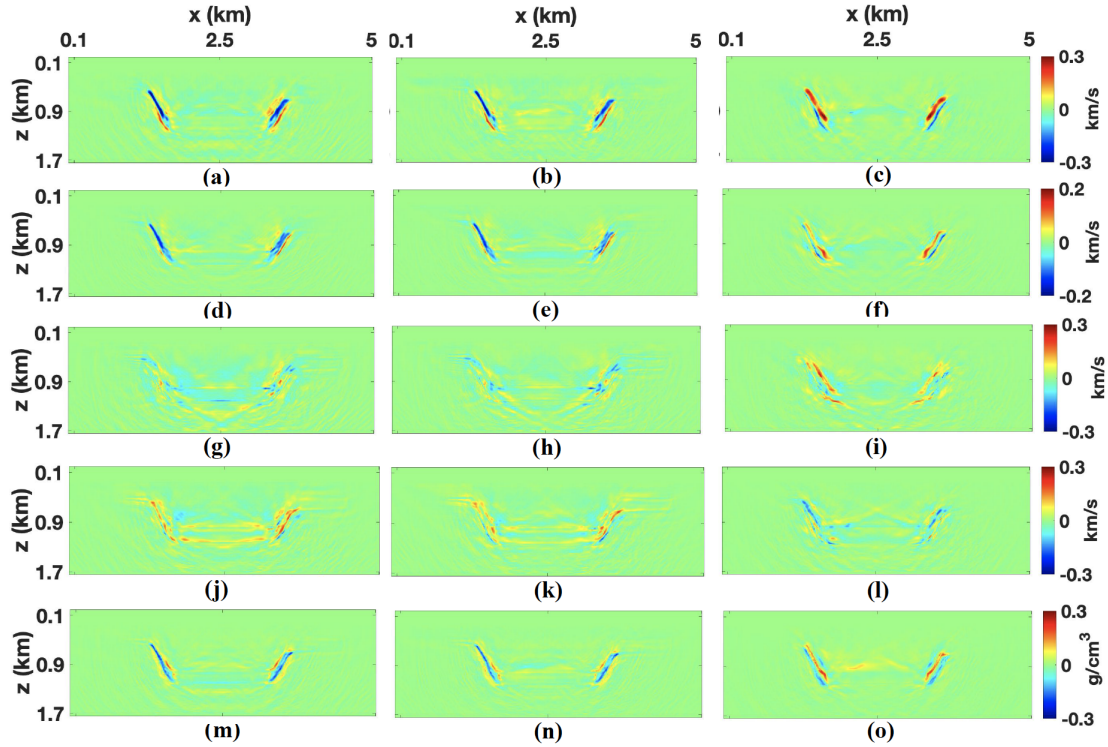 x (km) x (km) x (km)
0.1 2.5 5 0.1 2.5 5 0.1 2.5 5
z (km) 0.1 0.9 1.7 0.3 0 -0.3 km/s
(a) (b) (c)
z (km) 0.1 0.9 1.7 0.2 0 -0.2 km/s
(d) (e) (f)
z (km) 0.1 0.9 1.7 0.3 0 -0.3 km/s
(g) (h) (i)
z (km) 0.1 0.9 1.7 0.3 0 -0.3 km/s
(j) (k) (l)
z (km) 0.1 0.9 1.7 0.3 0 -0.3 g/cm³
(m) (n) (o)